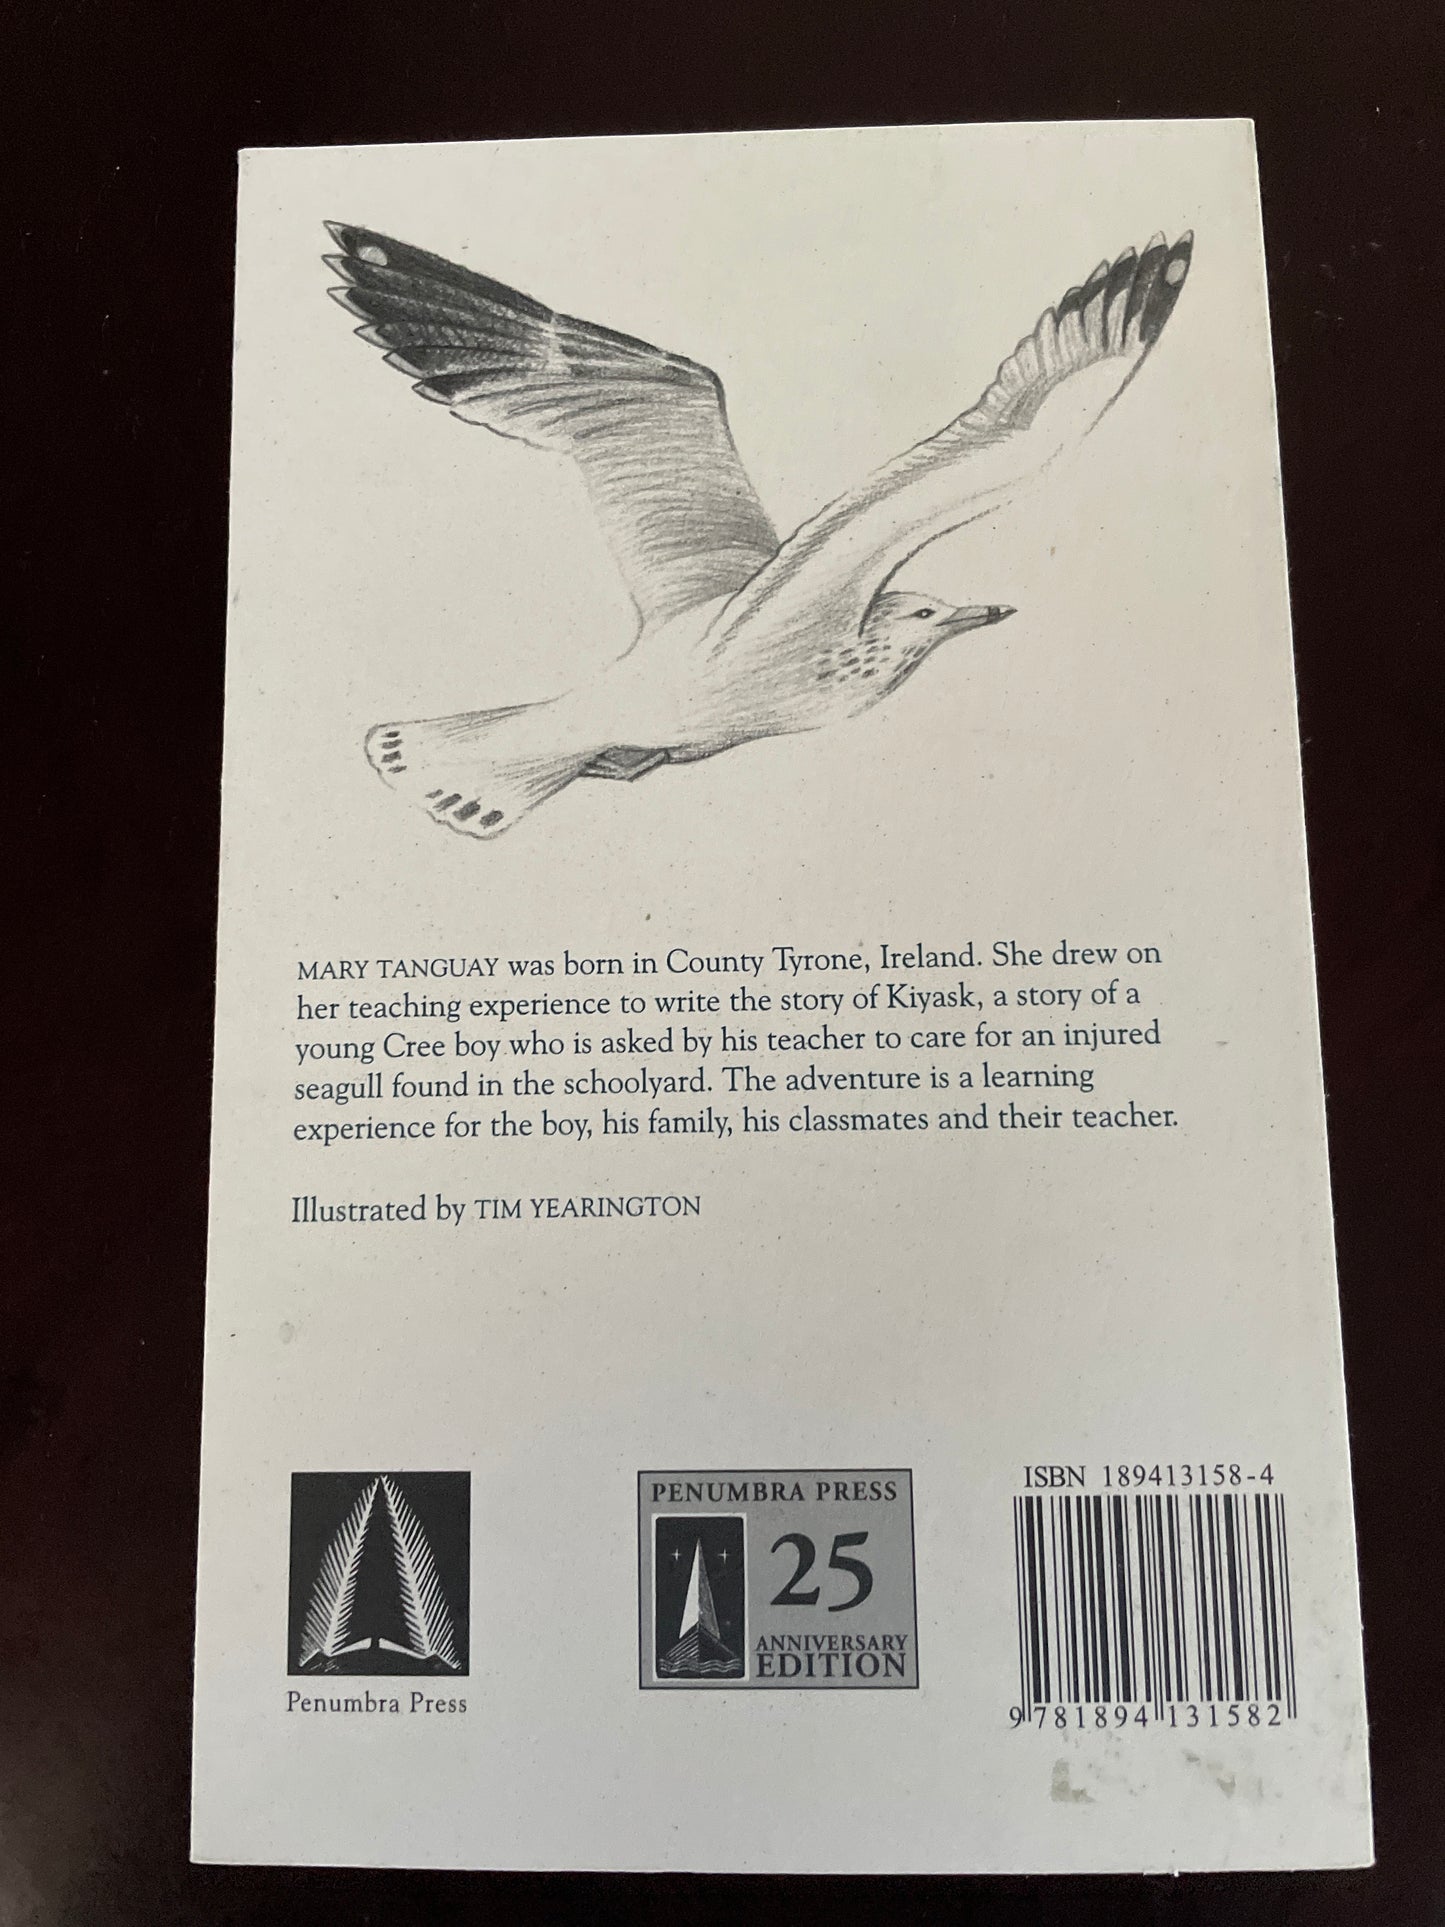 MARY TANGUAY was born in County Tyrone, Ireland. She drew on
her teaching experience to write the story of Kiyask, a story of a
young Cree boy who is asked by his teacher to care for an injured
seagull found in the schoolyard. The adventure is a learning
experience for the boy, his family, his classmates and their teacher.
Illustrated by TIM YEARINGTON
Penumbra Press
PENUMBRA PRESS
25
ANNIVERSARY
EDITION
ISBN 189413158-4
9 781894 131582